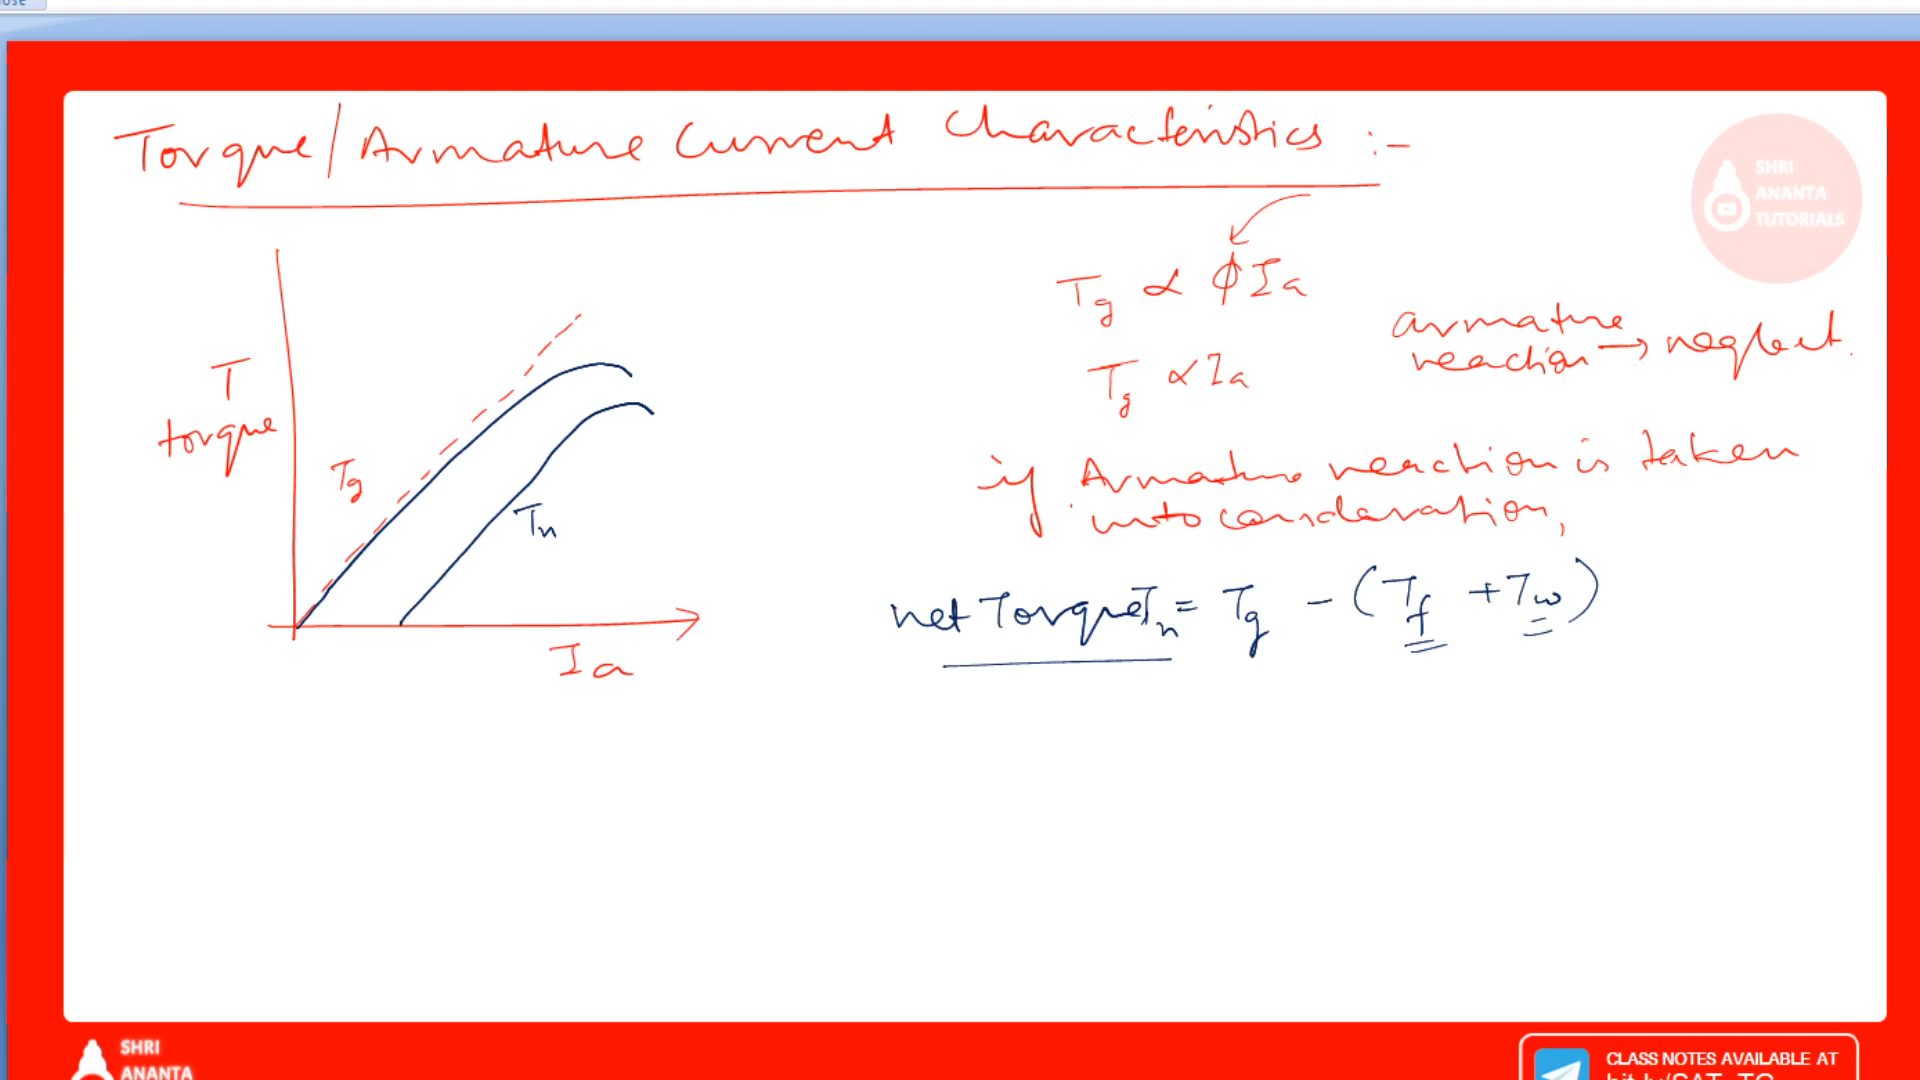 Torque/Armature Current Characteristics :-
SHRI
ANANTA
TUTORIALS
Tg ∝ ϕIa
armature
reaction → neglect.
Tg ∝ Ia
T
torque
Tg
Tn
Ia
if Armature reaction is taken
into consideration,
net Torque Tn = Tg - (Tf + Tw)
SHRI
ANANTA
CLASS NOTES AVAILABLE AT